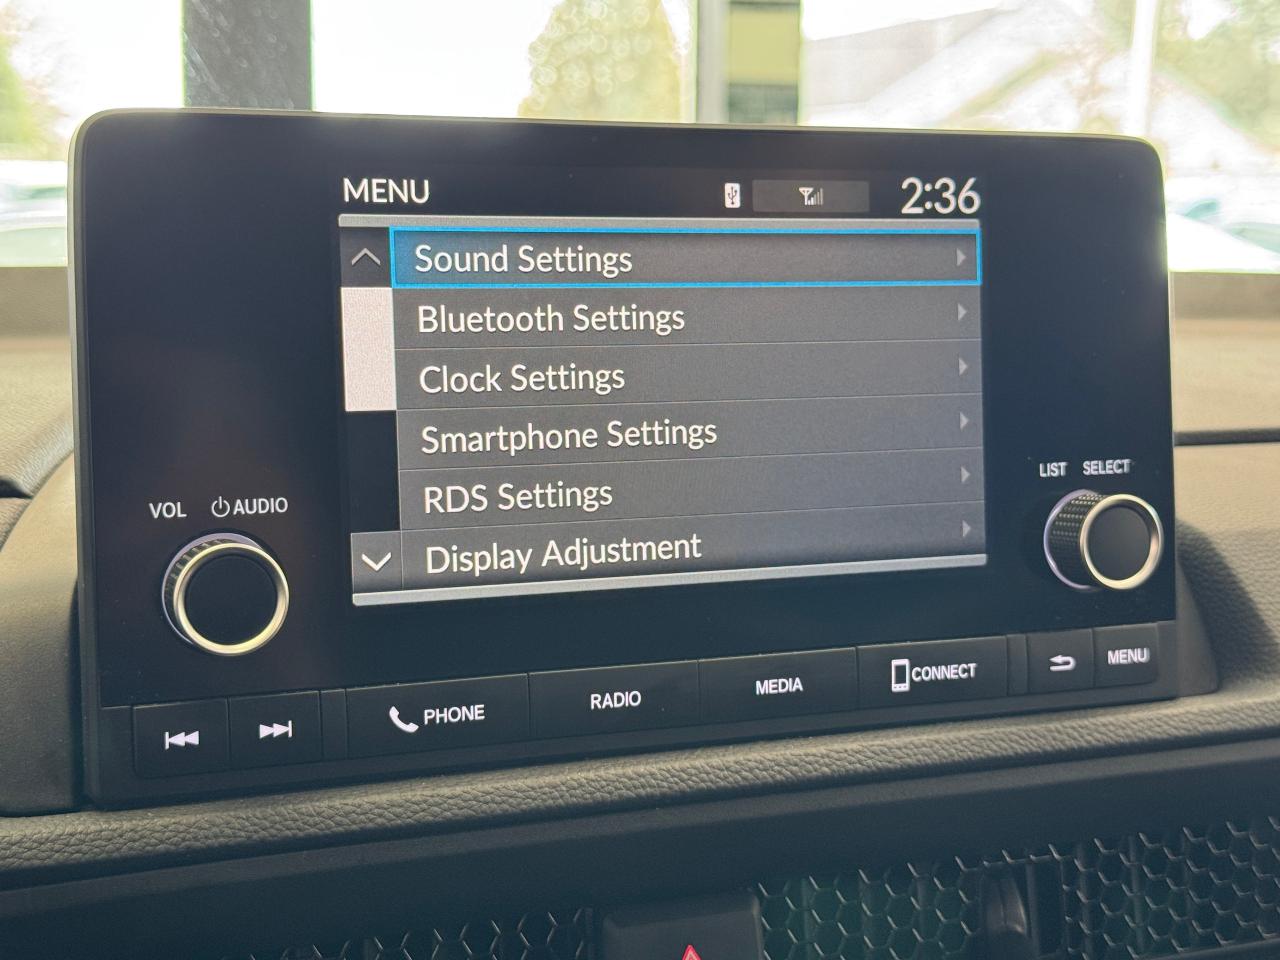 MENU 2:36
Sound Settings
Bluetooth Settings
Clock Settings
Smartphone Settings
RDS Settings
Display Adjustment
VOL AUDIO
LIST SELECT
PHONE RADIO MEDIA CONNECT MENU